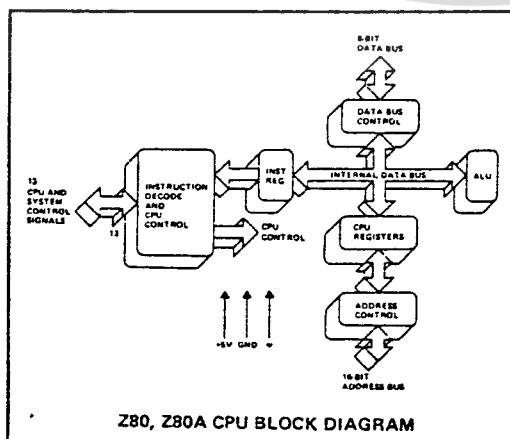 8-BIT
DATA BUS
DATA BUS
CONTROL
13
CPU AND
SYSTEM
CONTROL
SIGNALS
13
INSTRUCTION
DECODE
AND
CPU
CONTROL
INST
REG
INTERNAL DATA BUS
ALU
CPU
CONTROL
CPU
REGISTERS
ADDRESS
CONTROL
+5V GND
16-BIT
ADDRESS BUS
Z80, Z80A CPU BLOCK DIAGRAM